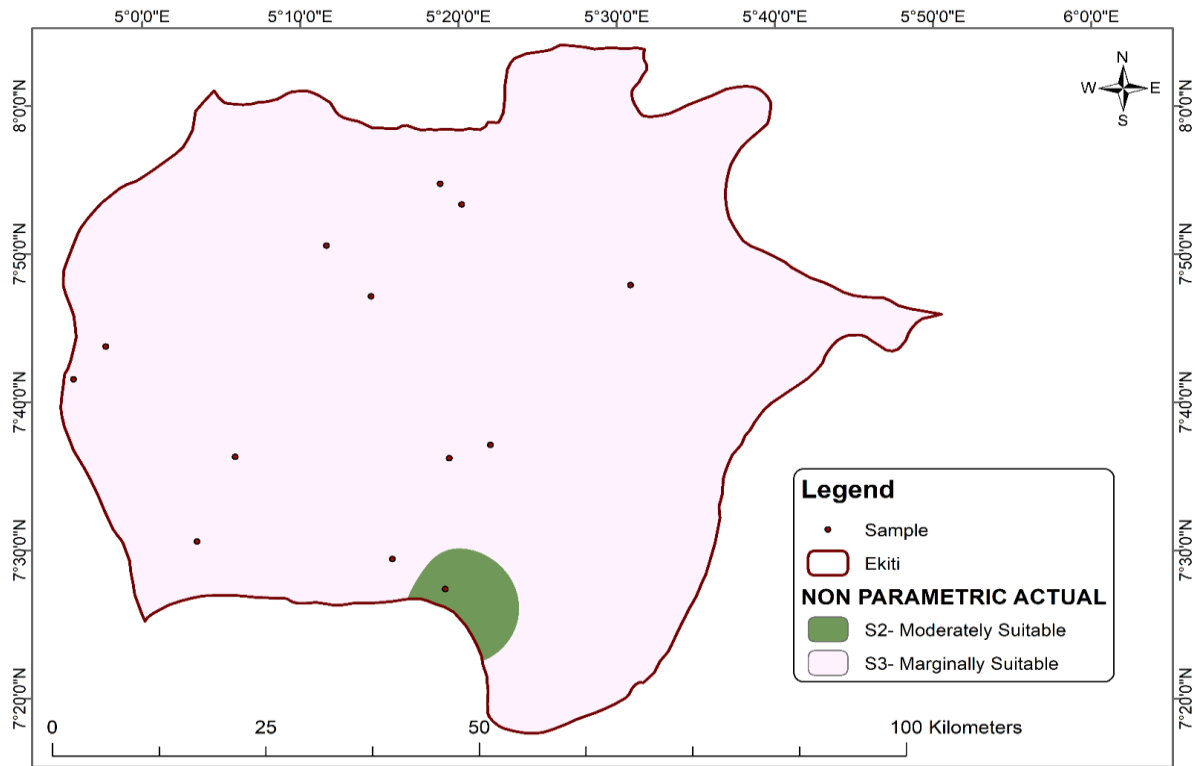 5°0'0"E 5°10'0"E 5°20'0"E 5°30'0"E 5°40'0"E 5°50'0"E 6°0'0"E
N
W E
S
8°0'0"N 8°0'0"N
7°50'0"N 7°50'0"N
7°40'0"N 7°40'0"N
7°30'0"N 7°30'0"N
7°20'0"N 7°20'0"N
Legend
Sample
Ekiti
NON PARAMETRIC ACTUAL
S2- Moderately Suitable
S3- Marginally Suitable
0 25 50 100 Kilometers